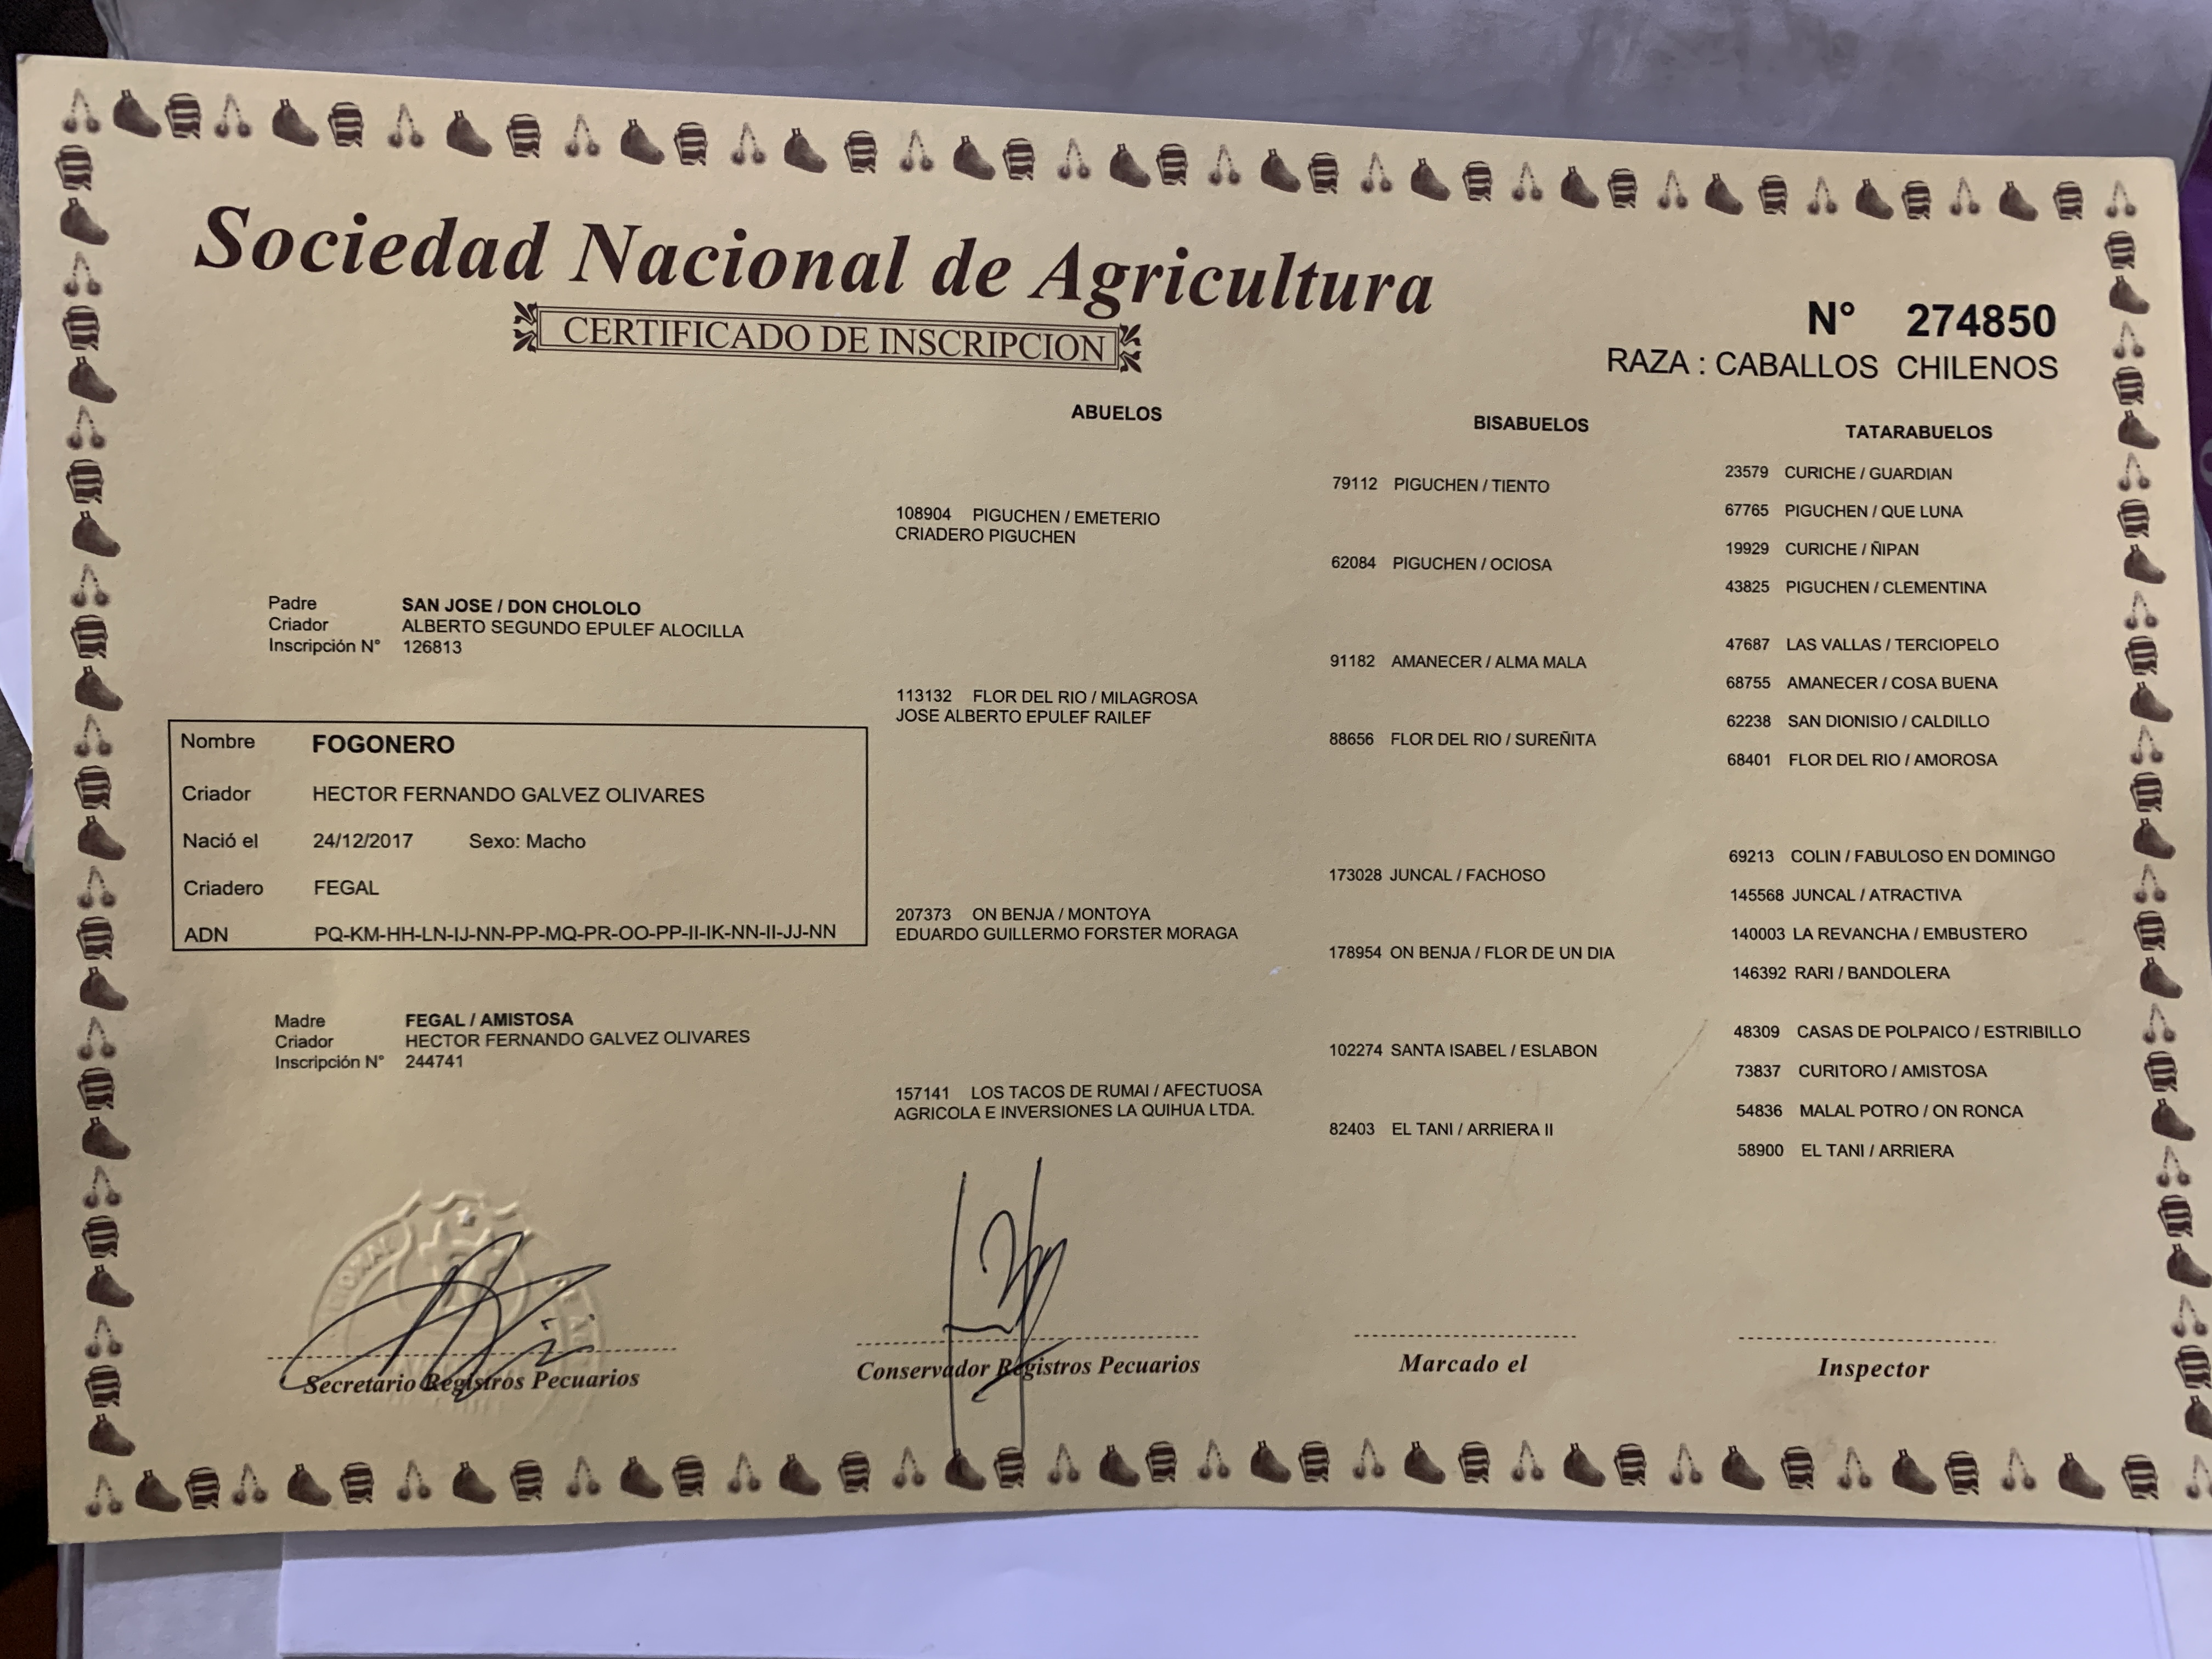 Sociedad Nacional de Agricultura
CERTIFICADO DE INSCRIPCION
N° 274850
RAZA : CABALLOS CHILENOS
ABUELOS
BISABUELOS
TATARABUELOS
Padre SAN JOSE / DON CHOLOLO
Criador ALBERTO SEGUNDO EPULEF ALOCILLA
Inscripción N° 126813
Nombre FOGONERO
Criador HECTOR FERNANDO GALVEZ OLIVARES
Nació el 24/12/2017 Sexo: Macho
Criadero FEGAL
ADN PQ-KM-HH-LN-IJ-NN-PP-MQ-PR-OO-PP-II-IK-NN-II-JJ-NN
Madre FEGAL / AMISTOSA
Criador HECTOR FERNANDO GALVEZ OLIVARES
Inscripción N° 244741
108904 PIGUCHEN / EMETERIO
CRIADERO PIGUCHEN
113132 FLOR DEL RIO / MILAGROSA
JOSE ALBERTO EPULEF RAILEF
207373 ON BENJA / MONTOYA
EDUARDO GUILLERMO FORSTER MORAGA
157141 LOS TACOS DE RUMAI / AFECTUOSA
AGRICOLA E INVERSIONES LA QUIHUA LTDA.
79112 PIGUCHEN / TIENTO
62084 PIGUCHEN / OCIOSA
91182 AMANECER / ALMA MALA
88656 FLOR DEL RIO / SUREÑITA
173028 JUNCAL / FACHOSO
178954 ON BENJA / FLOR DE UN DIA
102274 SANTA ISABEL / ESLABON
82403 EL TANI / ARRIERA II
23579 CURICHE / GUARDIAN
67765 PIGUCHEN / QUE LUNA
19929 CURICHE / ÑIPAN
43825 PIGUCHEN / CLEMENTINA
47687 LAS VALLAS / TERCIOPELO
68755 AMANECER / COSA BUENA
62238 SAN DIONISIO / CALDILLO
68401 FLOR DEL RIO / AMOROSA
69213 COLIN / FABULOSO EN DOMINGO
145568 JUNCAL / ATRACTIVA
140003 LA REVANCHA / EMBUSTERO
146392 RARI / BANDOLERA
48309 CASAS DE POLPAICO / ESTRIBILLO
73837 CURITORO / AMISTOSA
54836 MALAL POTRO / ON RONCA
58900 EL TANI / ARRIERA
Secretario Registros Pecuarios
Conservador Registros Pecuarios
Marcado el
Inspector